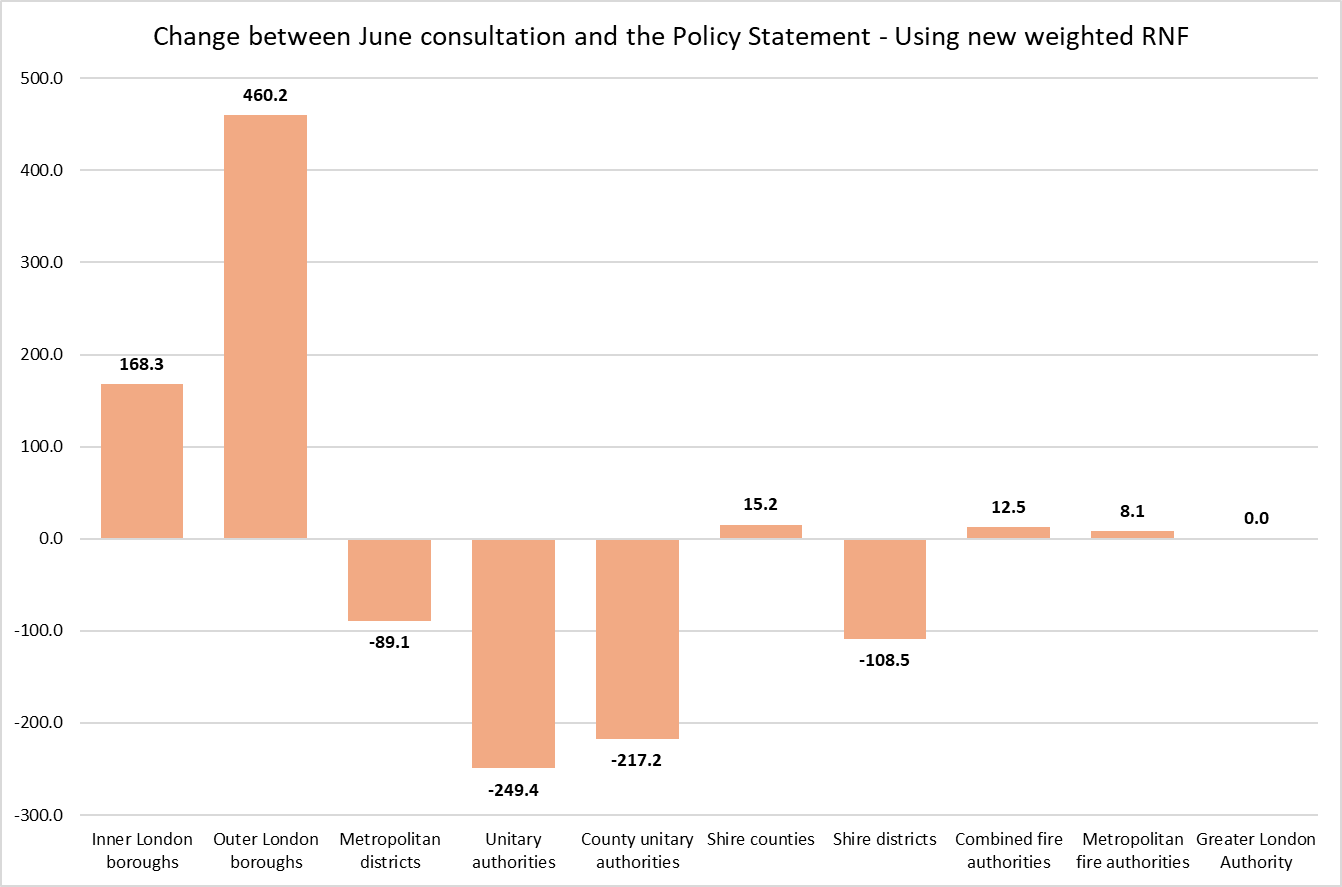 Change between June consultation and the Policy Statement - Using new weighted RNF
500.0
400.0
300.0
200.0
100.0
0.0
-100.0
-200.0
-300.0
168.3
460.2
-89.1
-249.4
-217.2
15.2
-108.5
12.5
8.1
0.0
Inner London
boroughs
Outer London
boroughs
Metropolitan
districts
Unitary
authorities
County unitary
authorities
Shire counties
Shire districts
Combined fire
authorities
Metropolitan
fire authorities
Greater London
Authority